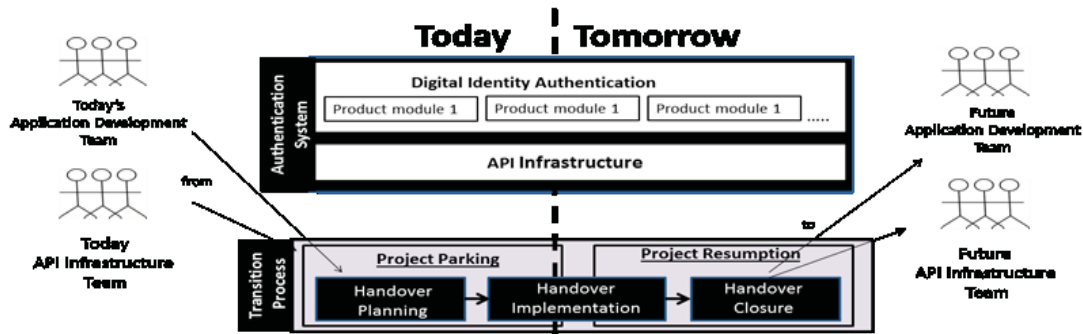 Today
Tomorrow
Today's
Application Development
Team
Authentication
System
Digital Identity Authentication
Product module 1
Product module 1
Product module 1
.....
API Infrastructure
Future
Application Development
Team
from
Today
API Infrastructure
Team
to
Future
API Infrastructure
Team
Transition
Process
Project Parking
Project Resumption
Handover
Planning
Handover
Implementation
Handover
Closure